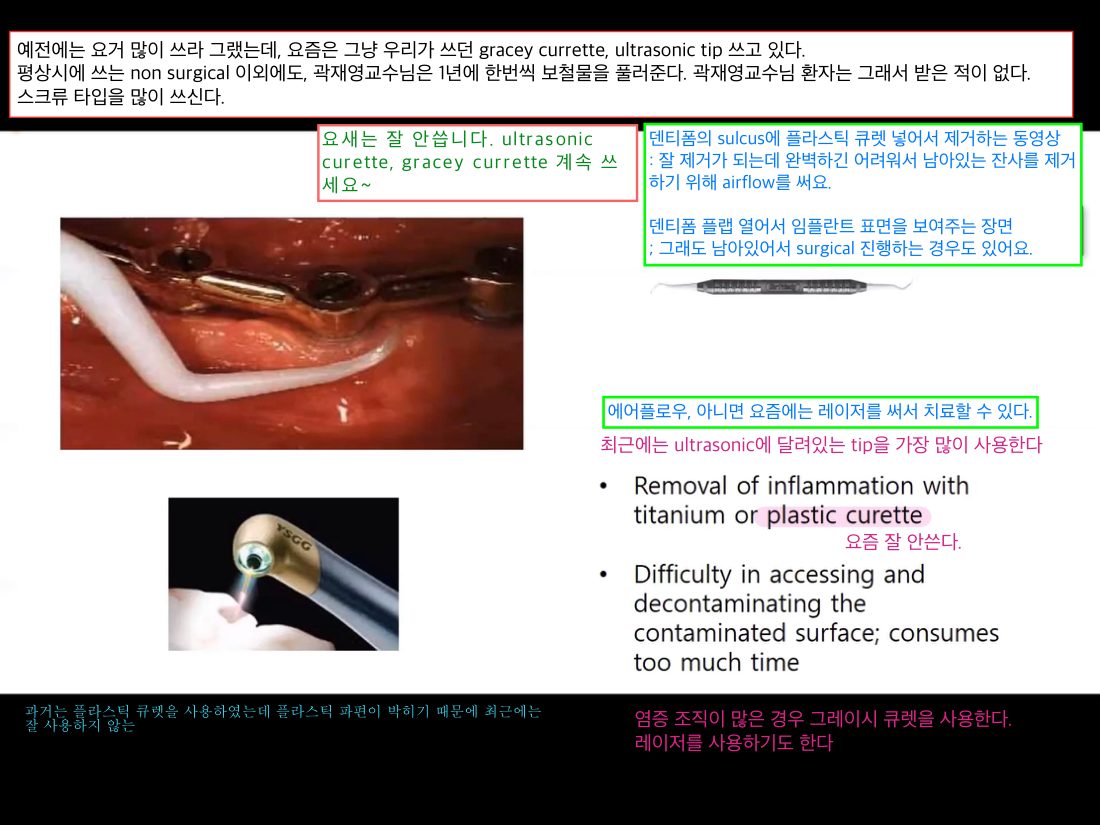 예전에는 요거 많이 쓰라 그랬는데, 요즘은 그냥 우리가 쓰던 gracey currette, ultrasonic tip 쓰고 있다.
평상시에 쓰는 non surgical 이외에도, 곽재영교수님은 1년에 한번씩 보철물을 풀러준다. 곽재영교수님 환자는 그래서 받은 적이 없다.
스크류 타입을 많이 쓰신다.
요새는 잘 안씁니다. ultrasonic
curette, gracey currette 계속 쓰
세요~
덴티폼의 sulcus에 플라스틱 큐렛 넣어서 제거하는 동영상
: 잘 제거가 되는데 완벽하긴 어려워서 남아있는 잔사를 제거
하기 위해 airflow를 써요.
덴티폼 플랩 열어서 임플란트 표면을 보여주는 장면
; 그래도 남아있어서 surgical 진행하는 경우도 있어요.
에어플로우, 아니면 요즘에는 레이저를 써서 치료할 수 있다.
최근에는 ultrasonic에 달려있는 tip을 가장 많이 사용한다
• Removal of inflammation with
titanium or plastic curette
요즘 잘 안쓴다.
• Difficulty in accessing and
decontaminating the
contaminated surface; consumes
too much time
YSGG
과거는 플라스틱 큐렛을 사용하였는데 플라스틱 파편이 박히기 때문에 최근에는
잘 사용하지 않는
염증 조직이 많은 경우 그레이시 큐렛을 사용한다.
레이저를 사용하기도 한다